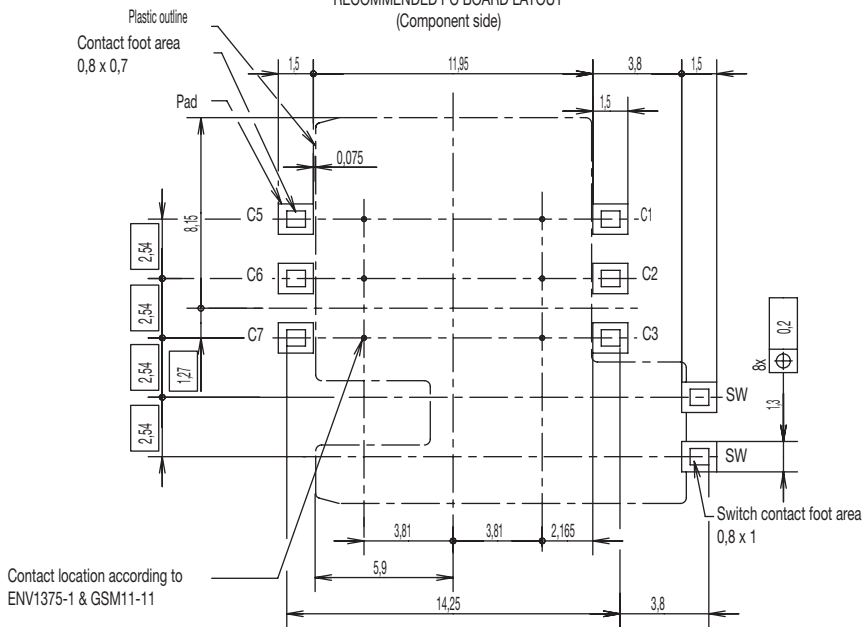 RECOMMENDED PC BOARD LAYOUT
(Component side)
Plastic outline
Contact foot area
0,8 x 0,7
Pad
1,5
11,95
3,8
1,5
1,5
0,075
8,15
C5
C1
2,54
C6
C2
2,54
C7
C3
0,2
8x
1,27
2,54
SW
1,3
2,54
SW
Switch contact foot area
0,8 x 1
3,81
3,81
2,165
5,9
Contact location according to
ENV1375-1 & GSM11-11
14,25
3,8